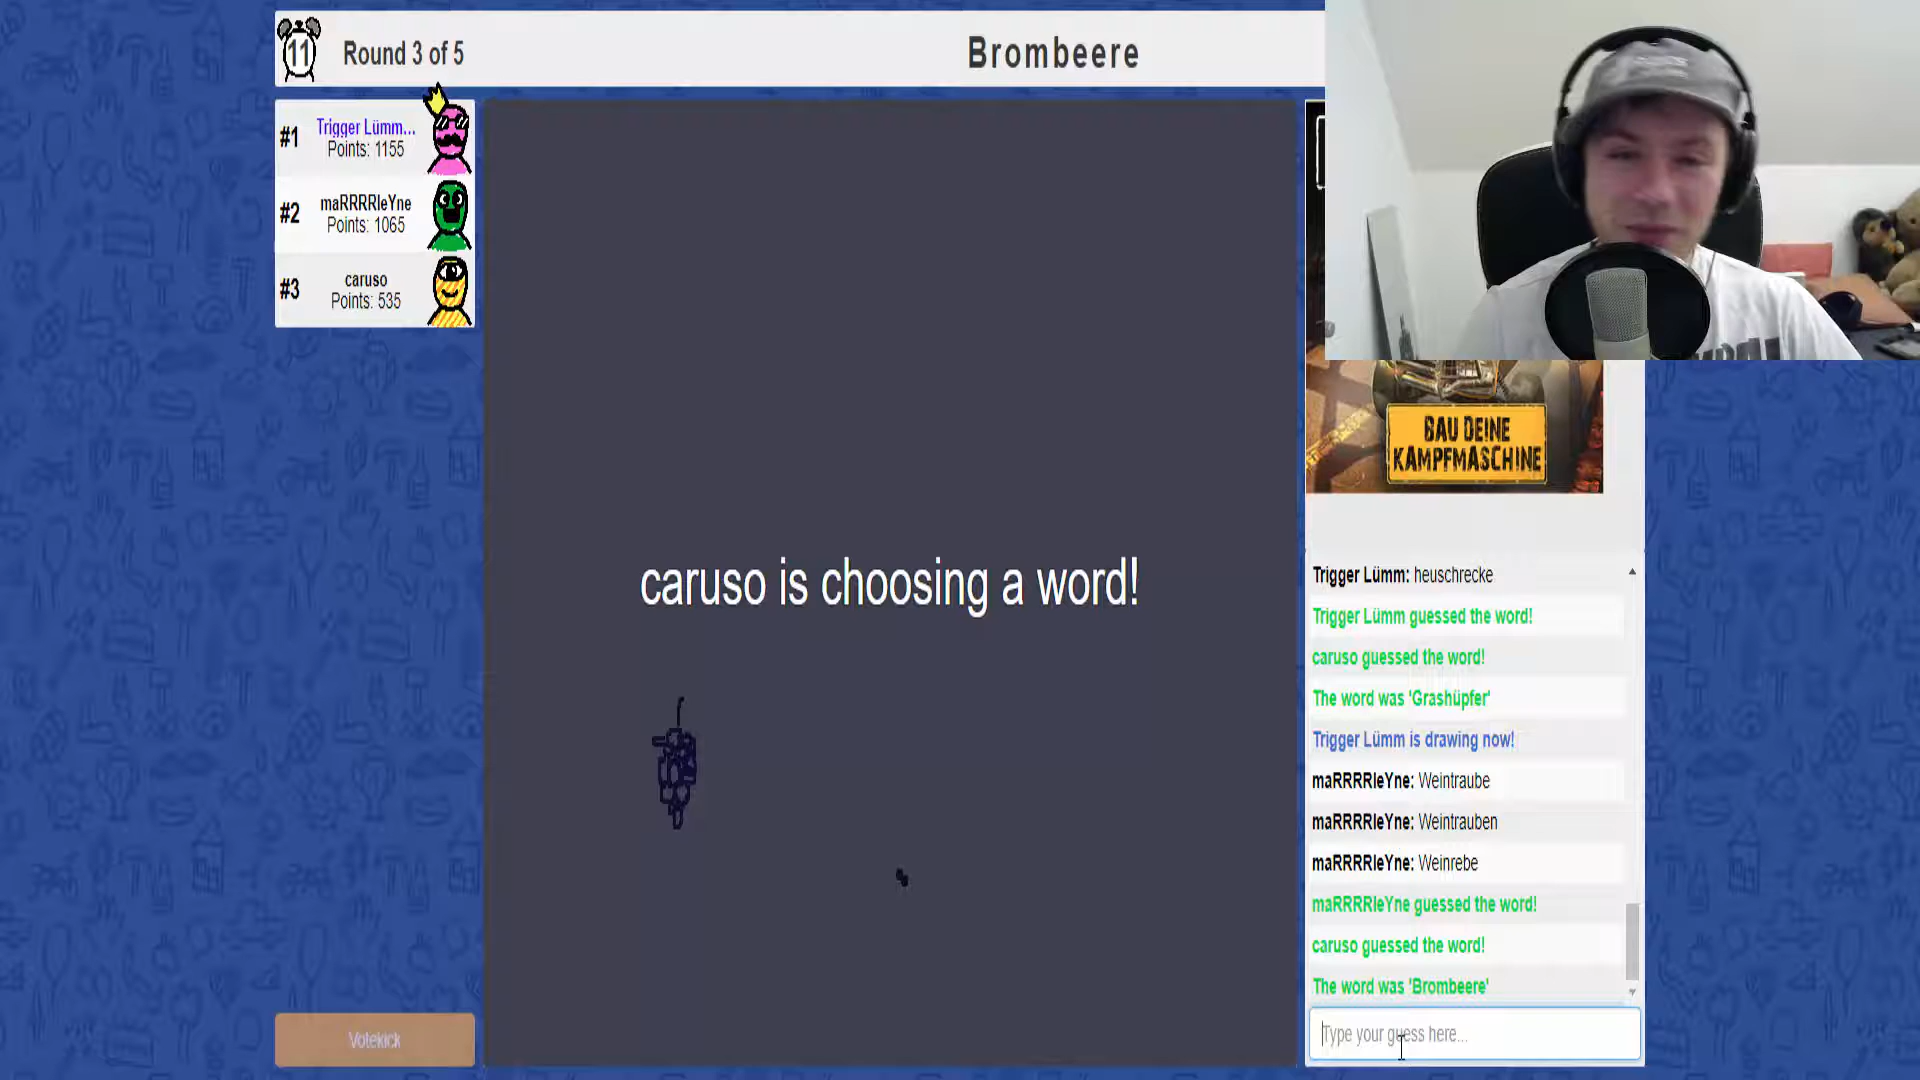 11
Round 3 of 5
Brombeere
#1
Trigger Lümm...
Points: 1155
#2
maRRRRleYne
Points: 1065
#3
caruso
Points: 535
caruso is choosing a word!
BAU DEINE
KAMPFMASCHINE
Trigger Lümm: heuschrecke
Trigger Lümm guessed the word!
caruso guessed the word!
The word was 'Grashüpfer'
Trigger Lümm is drawing now!
maRRRRleYne: Weintraube
maRRRRleYne: Weintrauben
maRRRRleYne: Weinrebe
maRRRRleYne guessed the word!
caruso guessed the word!
The word was 'Brombeere'
Votekick
Type your guess here...